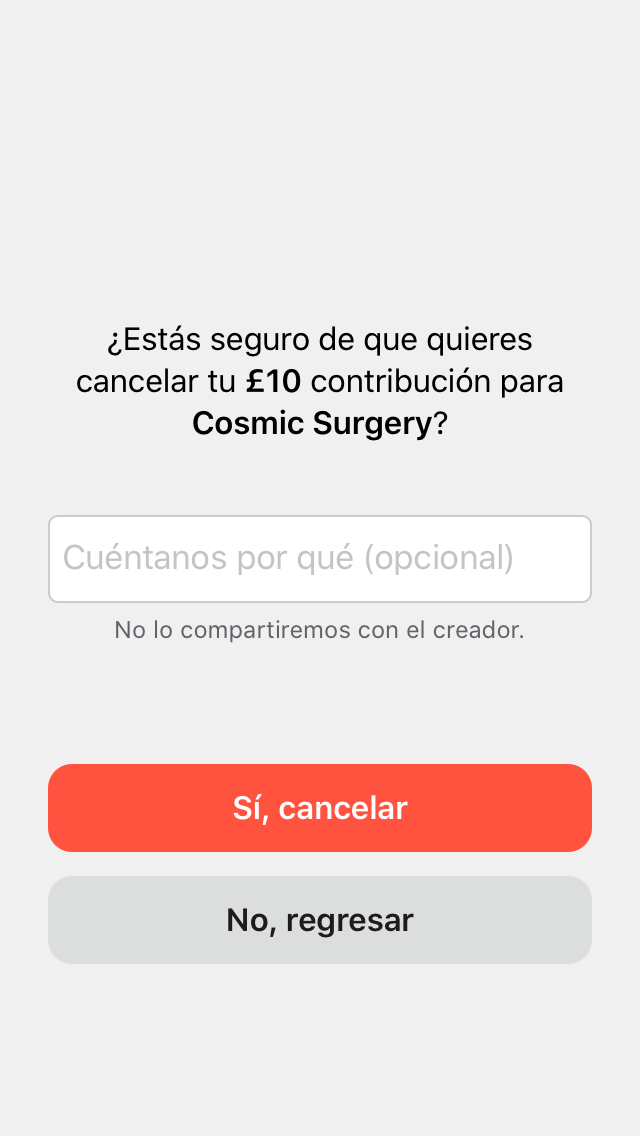 ¿Estás seguro de que quieres
cancelar tu £10 contribución para
Cosmic Surgery?
Cuéntanos por qué (opcional)
No lo compartiremos con el creador.
Sí, cancelar
No, regresar